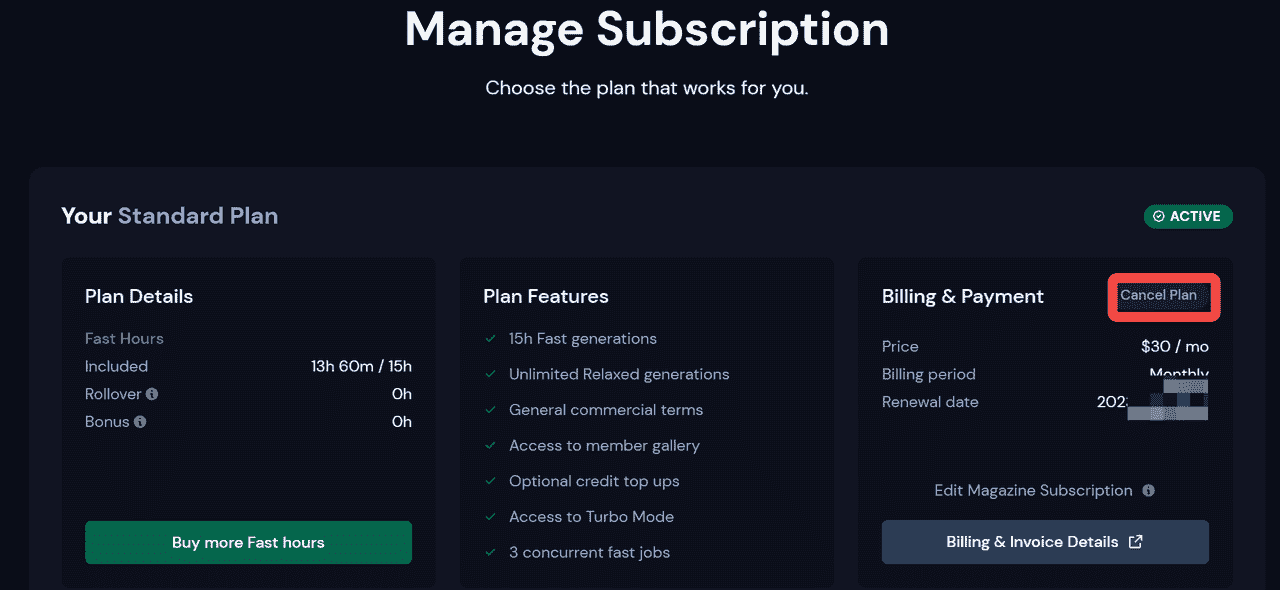 Manage Subscription
Choose the plan that works for you.
Your Standard Plan
ACTIVE
Plan Details
Fast Hours
Included 13h 60m / 15h
Rollover 0h
Bonus 0h
Buy more Fast hours
Plan Features
15h Fast generations
Unlimited Relaxed generations
General commercial terms
Access to member gallery
Optional credit top ups
Access to Turbo Mode
3 concurrent fast jobs
Billing & Payment Cancel Plan
Price $30 / mo
Billing period Monthly
Renewal date
Edit Magazine Subscription
Billing & Invoice Details